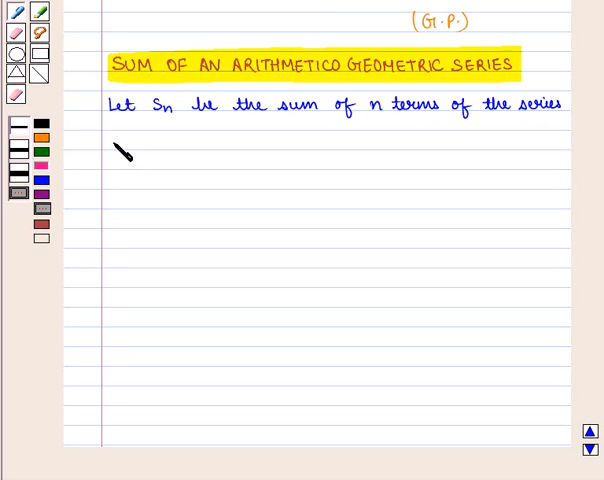 (G.P.)
SUM OF AN ARITHMETICO GEOMETRIC SERIES
Let Sn be the sum of n terms of the series